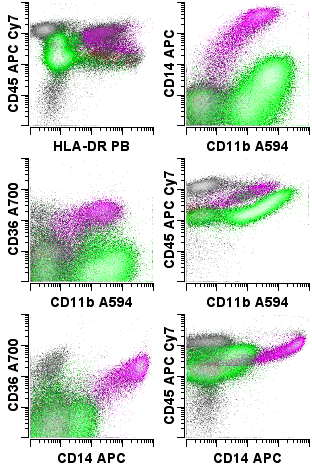 CD45 APC Cy7
HLA-DR PB
CD14 APC
CD11b A594
CD36 A700
CD11b A594
CD45 APC Cy7
CD11b A594
CD36 A700
CD14 APC
CD45 APC Cy7
CD14 APC